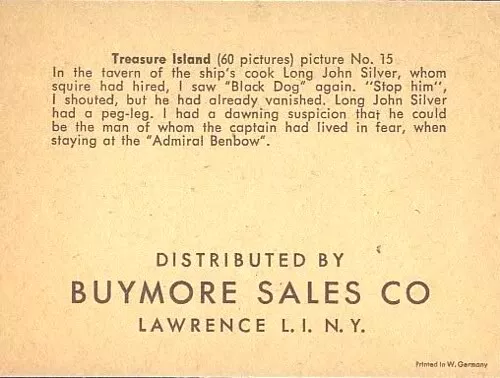 Treasure Island (60 pictures) picture No. 15
In the tavern of the ship's cook Long John Silver, whom
squire had hired, I saw "Black Dog" again. "Stop him",
I shouted, but he had already vanished. Long John Silver
had a peg-leg. I had a dawning suspicion that he could
be the man of whom the captain had lived in fear, when
staying at the "Admiral Benbow".
DISTRIBUTED BY
BUYMORE SALES CO
LAWRENCE L. I. N. Y.
Printed in W. Germany